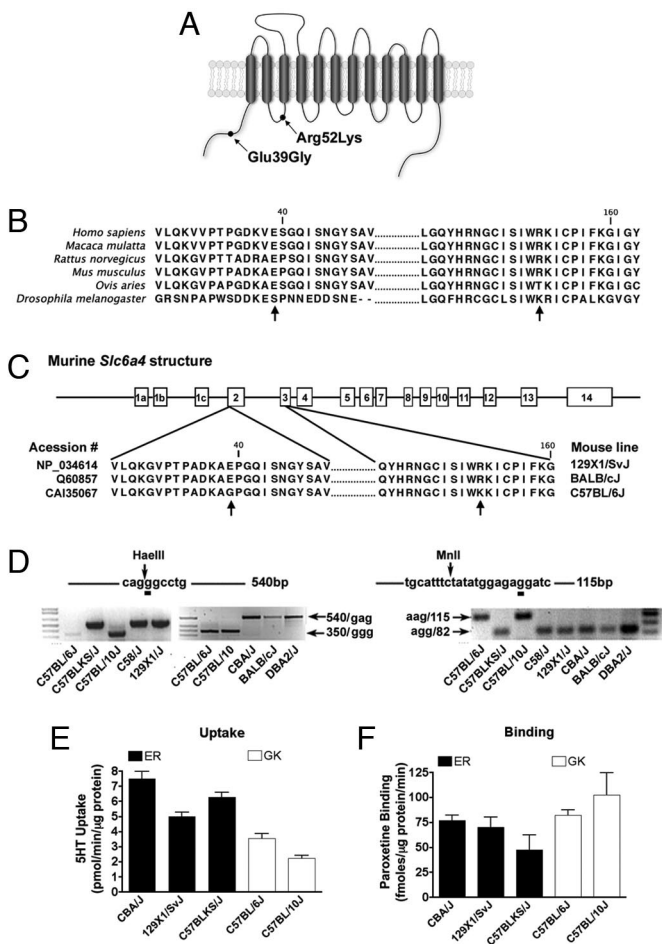 A
Arg52Lys
Glu39Gly
B
40
160
Homo sapiens VLQKVVPTPGDKVESGQISNGYSAV................LGQYHRNGCISIWRKICPIFKGIGY
Macaca mulatta VLQKVVPTPGDKVESGQISNGYSAV................LGQYHRNGCISIWRKICPIFKGIGY
Rattus norvegicus VLQKGVPTTADRAEPSQISNGYSAV................LGQYHRNGCISIWRKICPIFKGIGY
Mus musculus VLQKGVPTPADKAEPGQISNGYSAV................LGQYHRNGCISIWRKICPIFKGIGY
Ovis aries VLQKGVPAPGDKAESGQISNGYSAV................LGQYHRNGCISIWTKICPIFKGIGC
Drosophila melanogaster GRSNPAPWSDDKESPNNEDDSNE--................LGQFHRCGCLSIWKRICPALKGVGY
C
Murine Slc6a4 structure
1a 1b 1c 2 3 4 5 6 7 8 9 10 11 12 13 14
Acession # 40 160 Mouse line
NP_034614 VLQKGVPTPADKAEPGQISNGYSAV................QYHRNGCISIWRKICPIFKG 129X1/SvJ
Q60857 VLQKGVPTPADKAEPGQISNGYSAV................QYHRNGCISIWRKICPIFKG BALB/cJ
CAI35067 VLQKGVPTPADKAGPGQISNGYSAV................QYHRNGCISIWKKICPIFKG C57BL/6J
D
HaeIII
cagggcctg 540bp
MnlI
tgcatttctatatggagaggatc 115bp
540/gag
350/ggg
aag/115
agg/82
C57BL/6J C57BLKS/J C57BL/10J C58/J 129X1/J
C57BL/6J C57BL/10 CBA/J BALB/cJ DBA2/J
C57BL/6J C57BLKS/J C57BL/10J C58/J 129X1/J CBA/J BALB/cJ DBA2/J
E
Uptake
ER GK
5HT Uptake
(pmol/min/µg protein)
8
7
6
5
4
3
2
1
0
CBA/J 129X1/SvJ C57BLKS/J C57BL/6J C57BL/10J
F
Binding
ER GK
Paroxetine Binding
(fmoles/µg protein/min)
125
100
75
50
25
0
CBA/J 129X1/SvJ C57BLKS/J C57BL/6J C57BL/10J